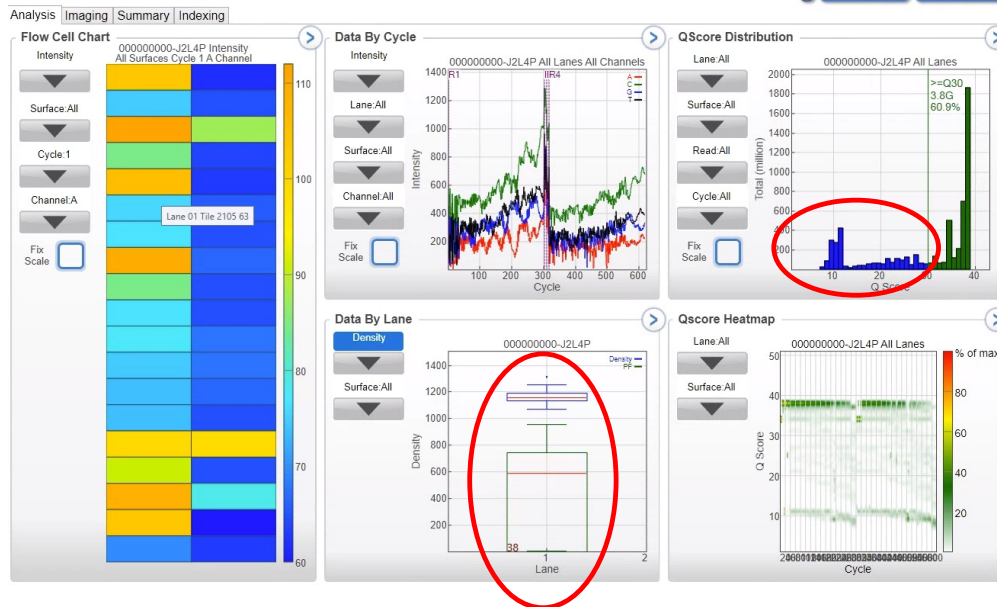 Analysis Imaging Summary Indexing
Flow Cell Chart
Intensity
Surface:All
Cycle:1
Channel:A
Fix
Scale
000000000-J2L4P Intensity
All Surfaces Cycle 1 A Channel
Lane 01 Tile 2105 63
110
100
90
80
70
60
Data By Cycle
Intensity
Lane:All
Surface:All
Channel:All
Fix
Scale
000000000-J2L4P All Lanes All Channels
R1
R4
A
C
G
T
1400
1200
1000
800
600
400
200
Intensity
100 200 300 400 500 600
Cycle
QScore Distribution
Lane:All
Surface:All
Read:All
Cycle:All
000000000-J2L4P All Lanes
>=Q30
3.8G
60.9%
2000
1800
1600
1400
1200
1000
800
600
400
200
Total (million)
10 20 30 40
Q Score
Data By Lane
Density
Surface:All
000000000-J2L4P
Density
PF
1400
1200
1000
800
600
400
200
Density
38
1 2
Lane
Qscore Heatmap
Lane:All
Surface:All
000000000-J2L4P All Lanes
% of max
80
60
40
20
50
40
30
20
10
Q Score
Cycle